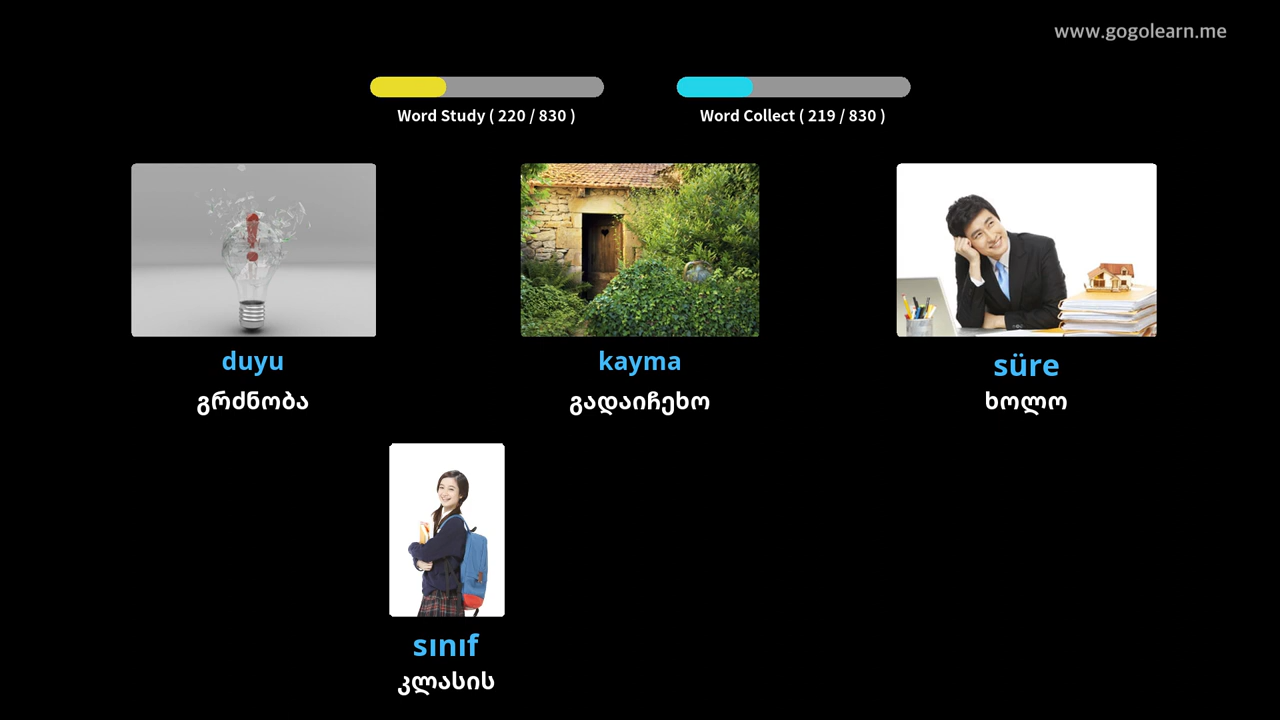 www.gogolearn.me
Word Study ( 220 / 830 )
Word Collect ( 219 / 830 )
duyu
გრძნობა
kayma
გადაიჩეხო
süre
ხოლო
sınıf
კლასის